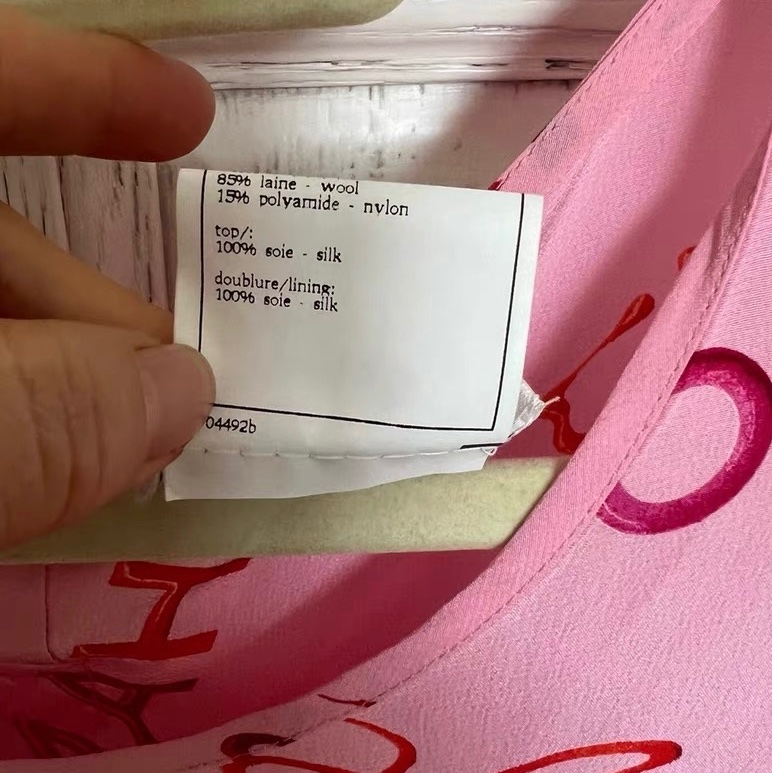 85% laine - wool
15% polyamide - nylon
top/:
100% soie - silk
doublure/lining:
100% soie - silk
04492b